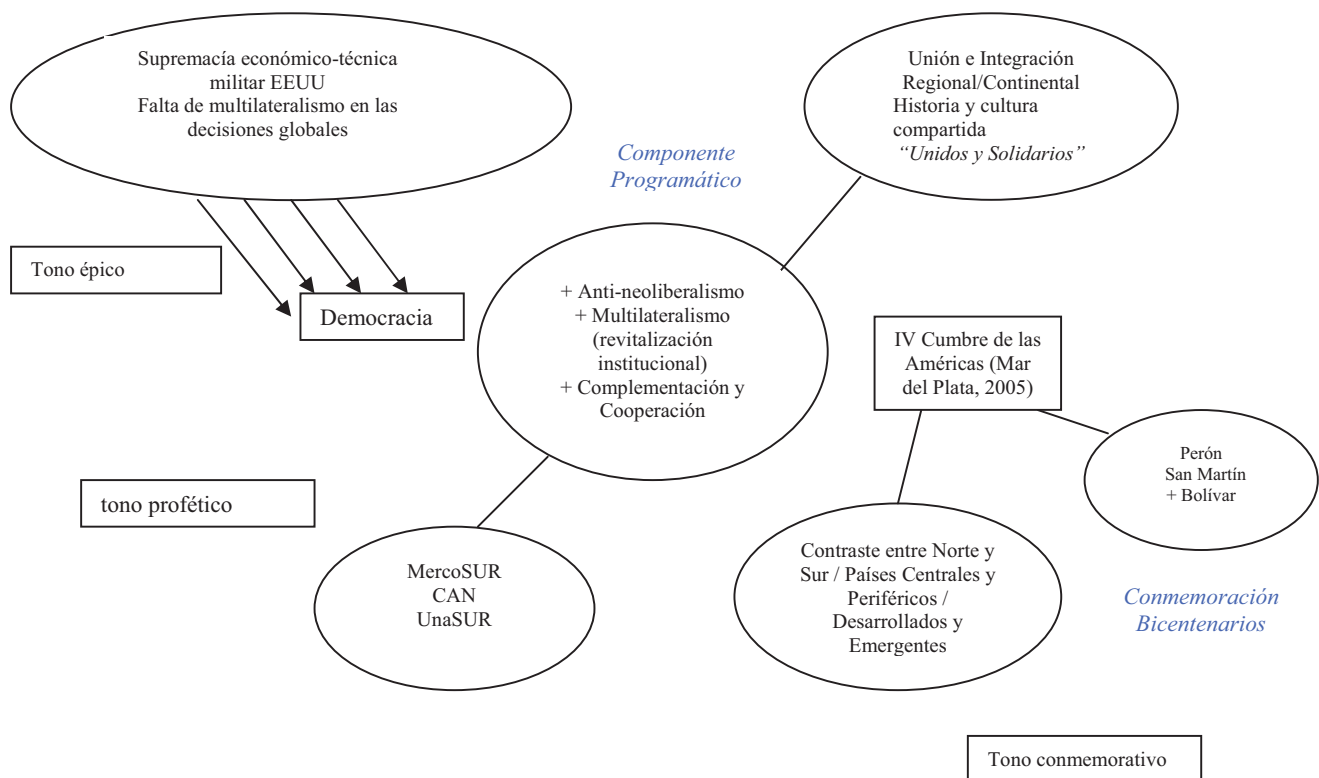 Supremacía económico-técnica
militar EEUU
Falta de multilateralismo en las
decisiones globales
Unión e Integración
Regional/Continental
Historia y cultura
compartida
“Unidos y Solidarios”
Componente
Programático
Tono épico
Democracia
+ Anti-neoliberalismo
+ Multilateralismo
(revitalización
institucional)
+ Complementación y
Cooperación
IV Cumbre de las
Américas (Mar
del Plata, 2005)
Perón
San Martín
+ Bolívar
tono profético
MercoSUR
CAN
UnaSUR
Contraste entre Norte y
Sur / Países Centrales y
Periféricos /
Desarrollados y
Emergentes
Conmemoración
Bicentenarios
Tono conmemorativo